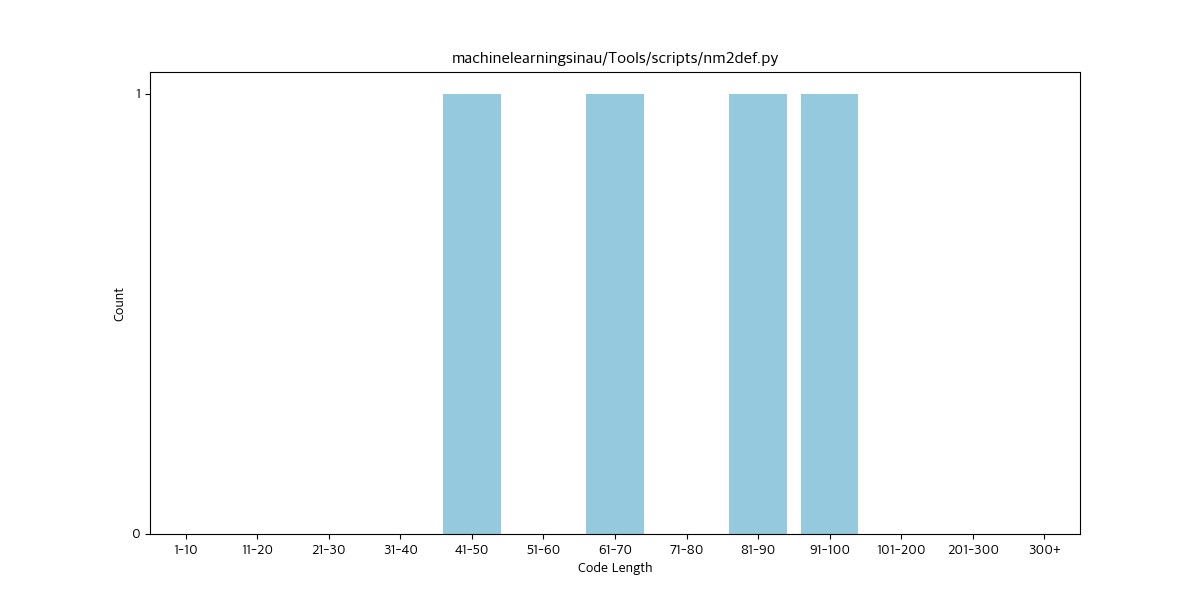 machinelearningsinau/Tools/scripts/nm2def.py
1
0
Count
1-10 11-20 21-30 31-40 41-50 51-60 61-70 71-80 81-90 91-100 101-200 201-300 300+
Code Length